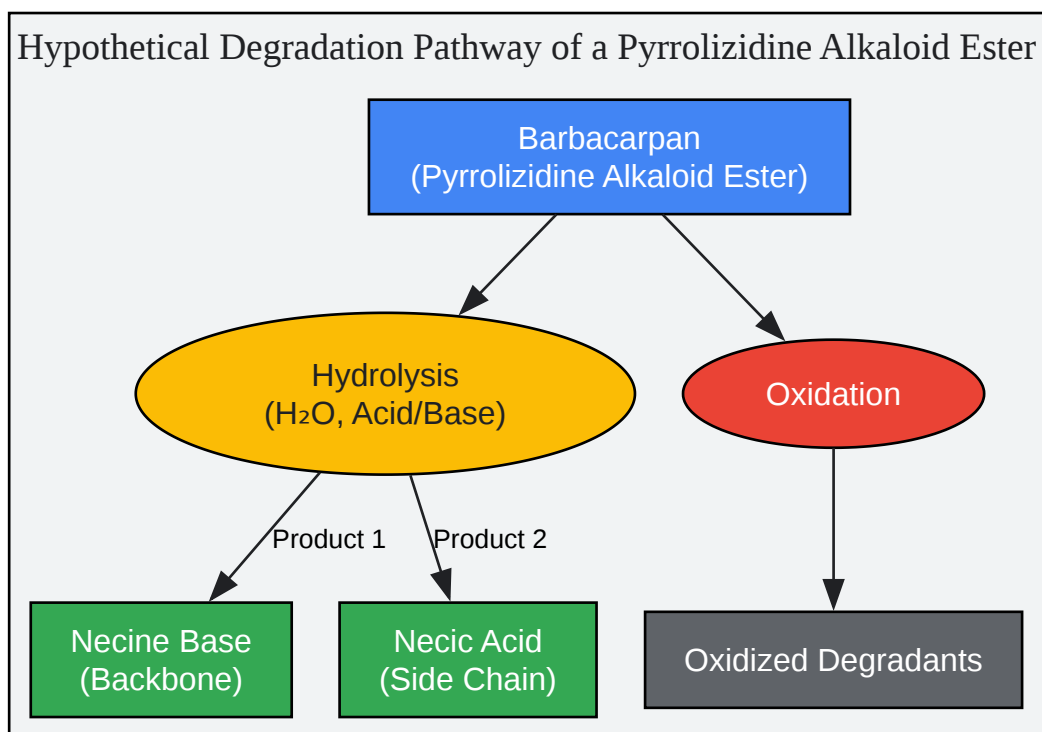 Hypothetical Degradation Pathway of a Pyrrolizidine Alkaloid Ester
Barbacarpan
(Pyrrolizidine Alkaloid Ester)
Hydrolysis
(H₂O, Acid/Base)
Oxidation
Product 1
Product 2
Necine Base
(Backbone)
Necic Acid
(Side Chain)
Oxidized Degradants